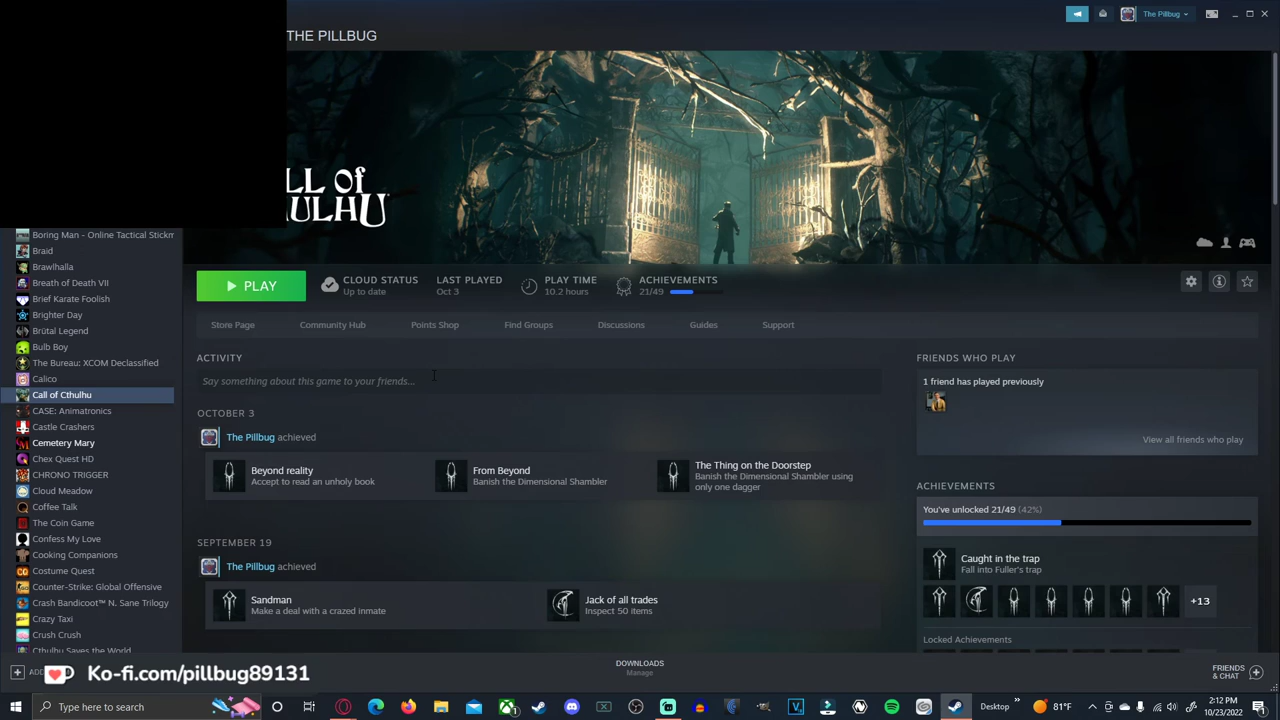 The Pillbug
THE PILLBUG
LL OF
ULHU
PLAY
CLOUD STATUS
Up to date
LAST PLAYED
Oct 3
PLAY TIME
10.2 hours
ACHIEVEMENTS
21/49
Store Page
Community Hub
Points Shop
Find Groups
Discussions
Guides
Support
Boring Man - Online Tactical Stickm
Braid
Brawlhalla
Breath of Death VII
Brief Karate Foolish
Brighter Day
Brütal Legend
Bulb Boy
The Bureau: XCOM Declassified
Calico
Call of Cthulhu
CASE: Animatronics
Castle Crashers
Cemetery Mary
Chex Quest HD
CHRONO TRIGGER
Cloud Meadow
Coffee Talk
The Coin Game
Confess My Love
Cooking Companions
Costume Quest
Counter-Strike: Global Offensive
Crash Bandicoot™ N. Sane Trilogy
Crazy Taxi
Crush Crush
Cthulhu Saves the World
ACTIVITY
Say something about this game to your friends...
OCTOBER 3
The Pillbug achieved
Beyond reality
Accept to read an unholy book
From Beyond
Banish the Dimensional Shambler
The Thing on the Doorstep
Banish the Dimensional Shambler using
only one dagger
SEPTEMBER 19
The Pillbug achieved
Sandman
Make a deal with a crazed inmate
Jack of all trades
Inspect 50 items
FRIENDS WHO PLAY
1 friend has played previously
View all friends who play
ACHIEVEMENTS
You've unlocked 21/49 (42%)
Caught in the trap
Fall into Fuller's trap
+13
Locked Achievements
ADD
Ko-fi.com/pillbug89131
DOWNLOADS
Manage
FRIENDS
& CHAT
Type here to search
Desktop
81°F
2:12 PM
10/23/2022